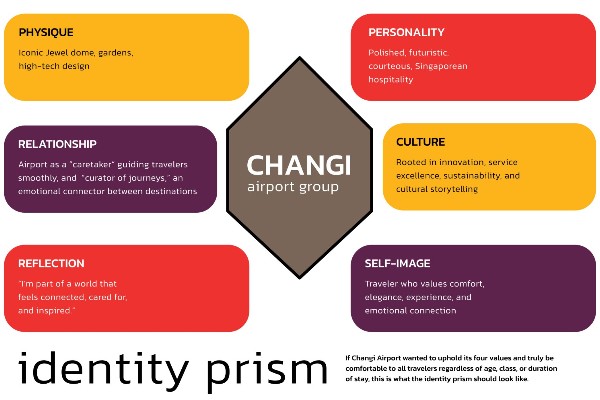 PHYSIQUE
Iconic Jewel dome, gardens,
high-tech design
PERSONALITY
Polished, futuristic,
courteous, Singaporean
hospitality
RELATIONSHIP
Airport as a "caretaker" guiding travelers
smoothly, and "curator of journeys," an
emotional connector between destinations
CHANGI
airport group
CULTURE
Rooted in innovation, service
excellence, sustainability, and
cultural storytelling
REFLECTION
"I'm part of a world that
feels connected, cared for,
and inspired."
SELF-IMAGE
Traveler who values comfort,
elegance, experience, and
emotional connection
identity prism
If Changi Airport wanted to uphold its four values and truly be
comfortable to all travelers regardless of age, class, or duration
of stay, this is what the identity prism should look like.